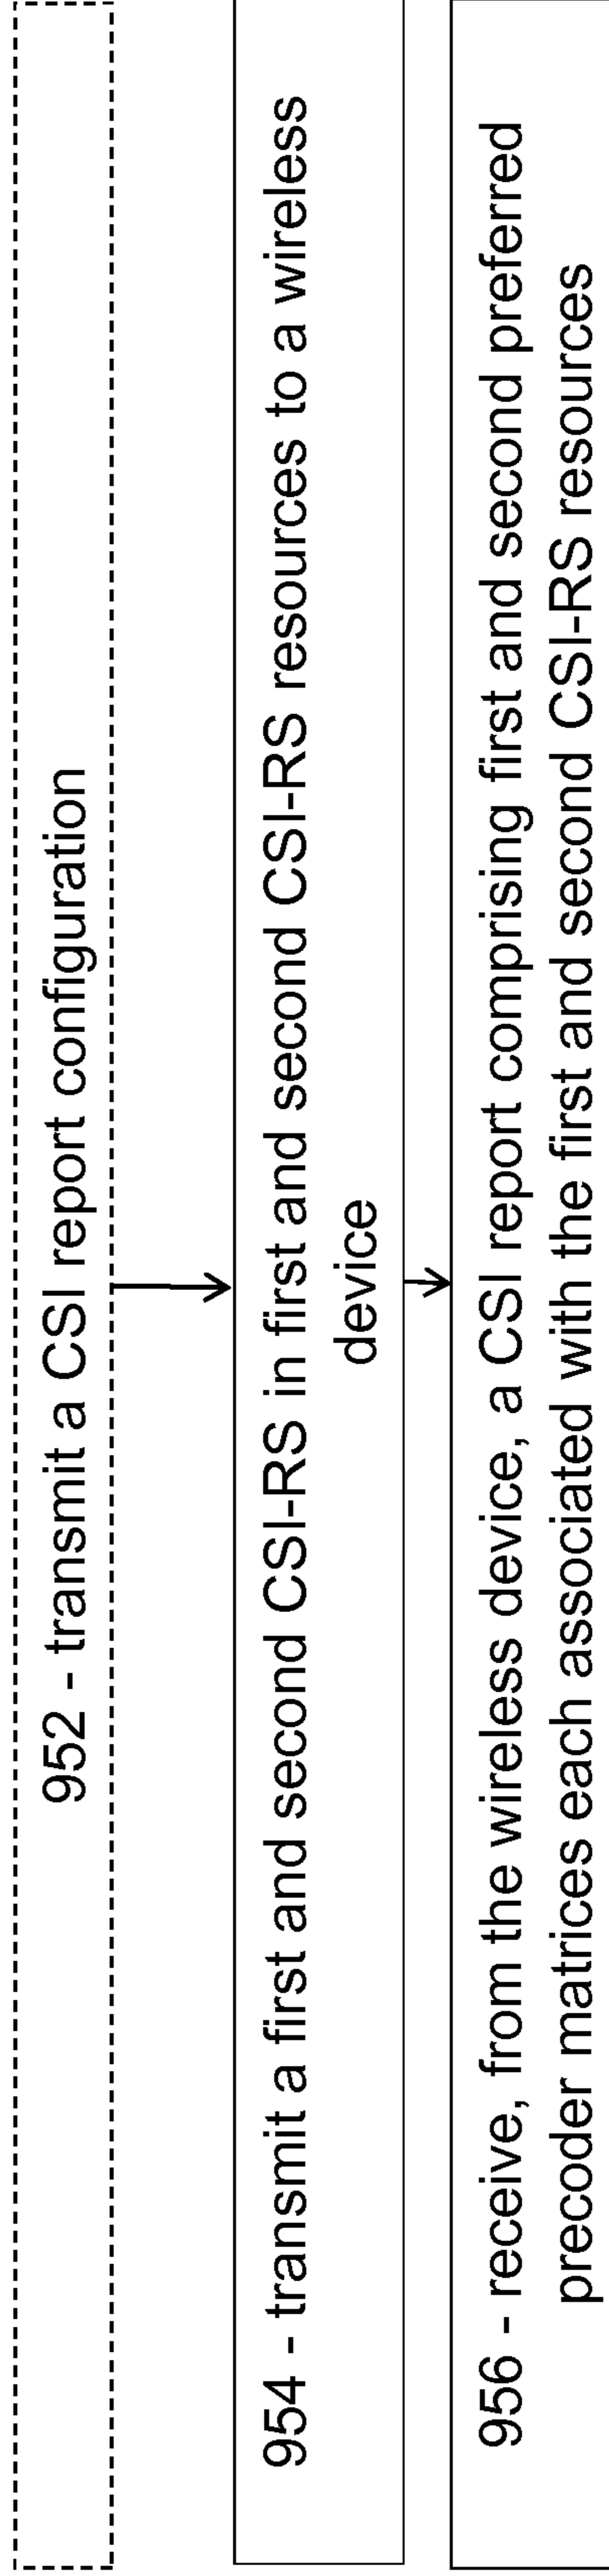 952 - transmit a CSI report configuration
954 - transmit a first and second CSI-RS in first and second CSI-RS resources to a wireless
device
956 - receive, from the wireless device, a CSI report comprising first and second preferred
precoder matrices each associated with the first and second CSI-RS resources